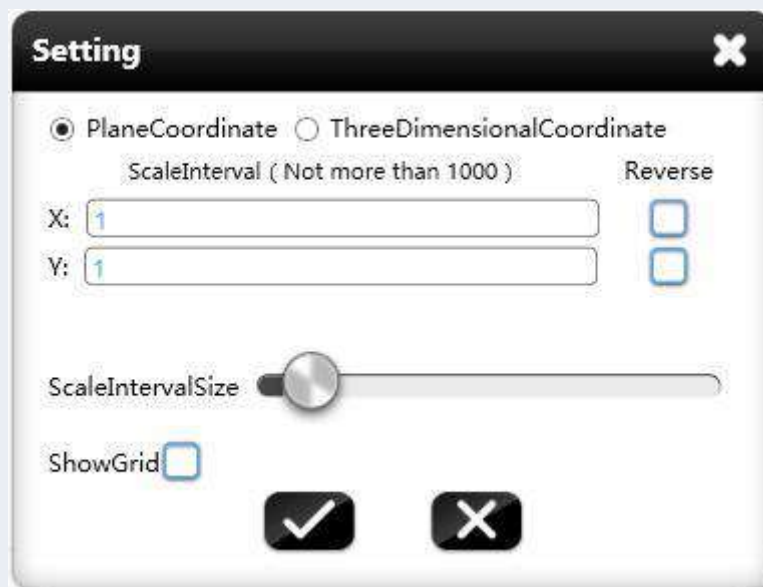 Setting
PlaneCoordinate ThreeDimensionalCoordinate
ScaleInterval ( Not more than 1000 ) Reverse
X: 1
Y: 1
ScaleIntervalSize
ShowGrid